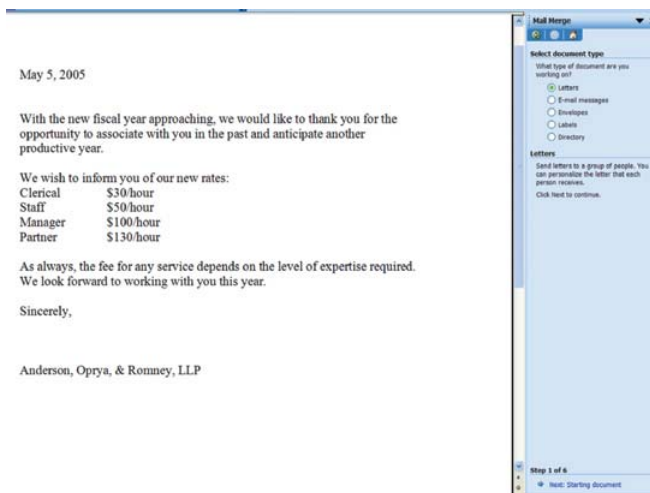 May 5, 2005
With the new fiscal year approaching, we would like to thank you for the
opportunity to associate with you in the past and anticipate another
productive year.
We wish to inform you of our new rates:
Clerical $30/hour
Staff $50/hour
Manager $100/hour
Partner $130/hour
As always, the fee for any service depends on the level of expertise required.
We look forward to working with you this year.
Sincerely,
Anderson, Oprya, & Romney, LLP
Mail Merge
Select document type
What type of document are you
working on?
Letters
E-mail messages
Envelopes
Labels
Directory
Letters
Send letters to a group of people. You
can personalize the letter that each
person receives.
Click Next to continue.
Step 1 of 6
Next: Starting document